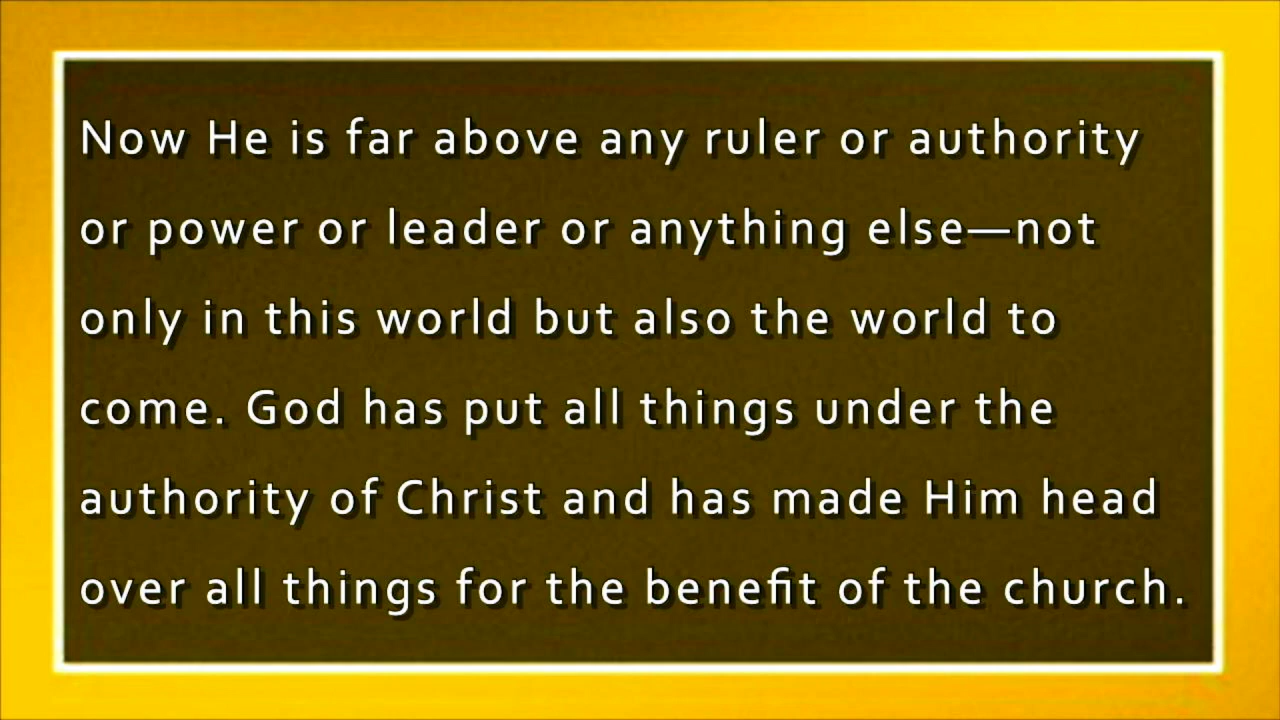 Now He is far above any ruler or authority
or power or leader or anything else—not
only in this world but also the world to
come. God has put all things under the
authority of Christ and has made Him head
over all things for the benefit of the church.